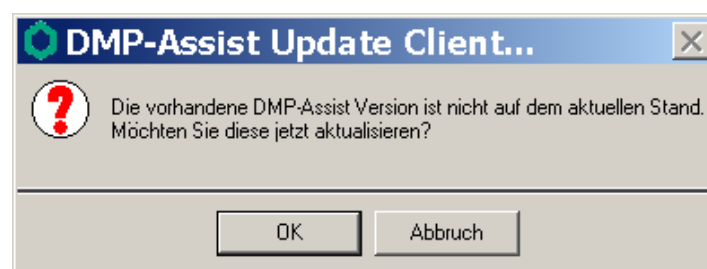 DMP-Assist Update Client...
Die vorhandene DMP-Assist Version ist nicht auf dem aktuellen Stand.
Möchten Sie diese jetzt aktualisieren?
OK Abbruch